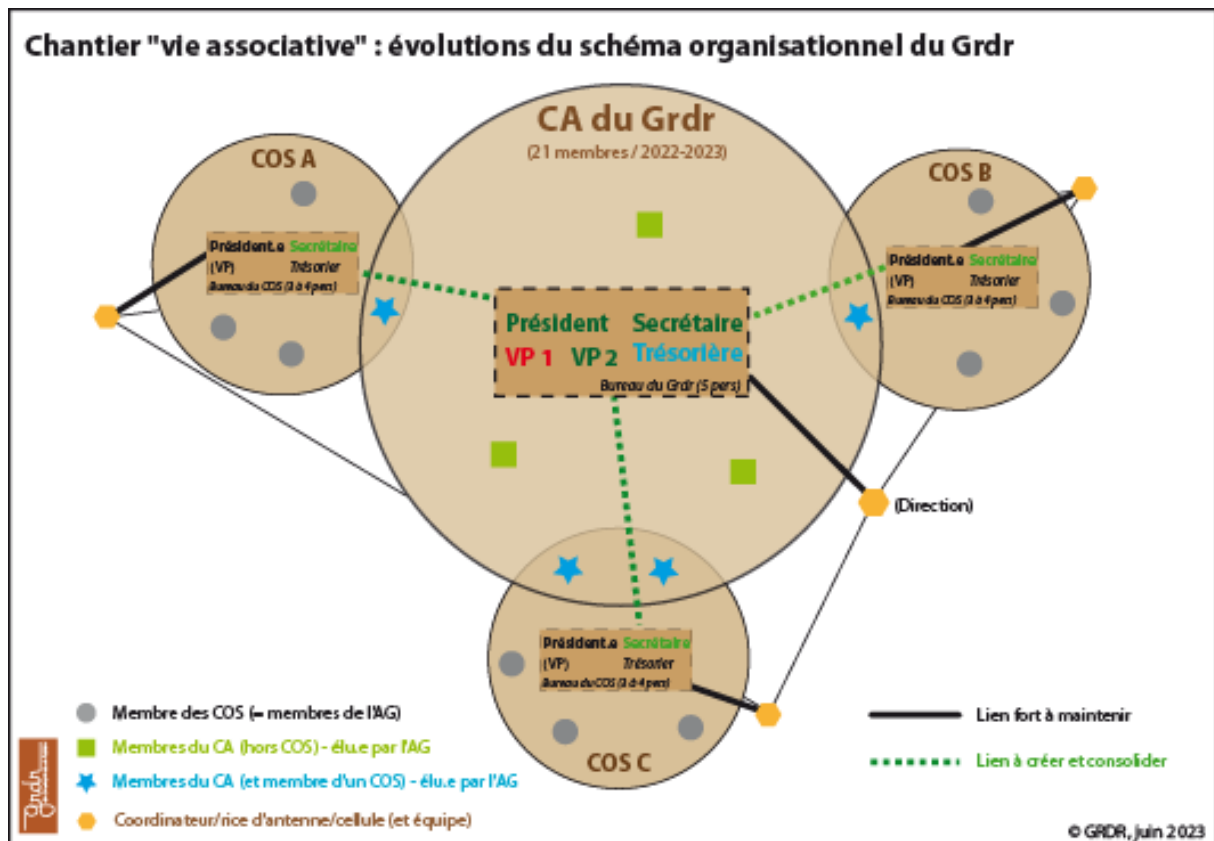 Chantier "vie associative" : évolutions du schéma organisationnel du Grdr
CA du Grdr
(21 membres / 2022-2023)
COS A
Président.e Secrétaire
(VP) Trésorier
Bureau du COS (3 à 4 pers)
COS B
Président.e Secrétaire
(VP) Trésorier
Bureau du COS (3 à 4 pers)
Président Secrétaire
VP 1 VP 2 Trésorière
Bureau du Grdr (5 pers)
(Direction)
Président.e Secrétaire
(VP) Trésorier
Bureau du COS (3 à 4 pers)
COS C
Membre des COS (= membres de l'AG)
Membres du CA (hors COS) - élu.e par l'AG
Membres du CA (et membre d'un COS) - élu.e par l'AG
Coordinateur/rice d'antenne/cellule (et équipe)
Lien fort à maintenir
Lien à créer et consolider
grdr
© GRDR, juin 2023